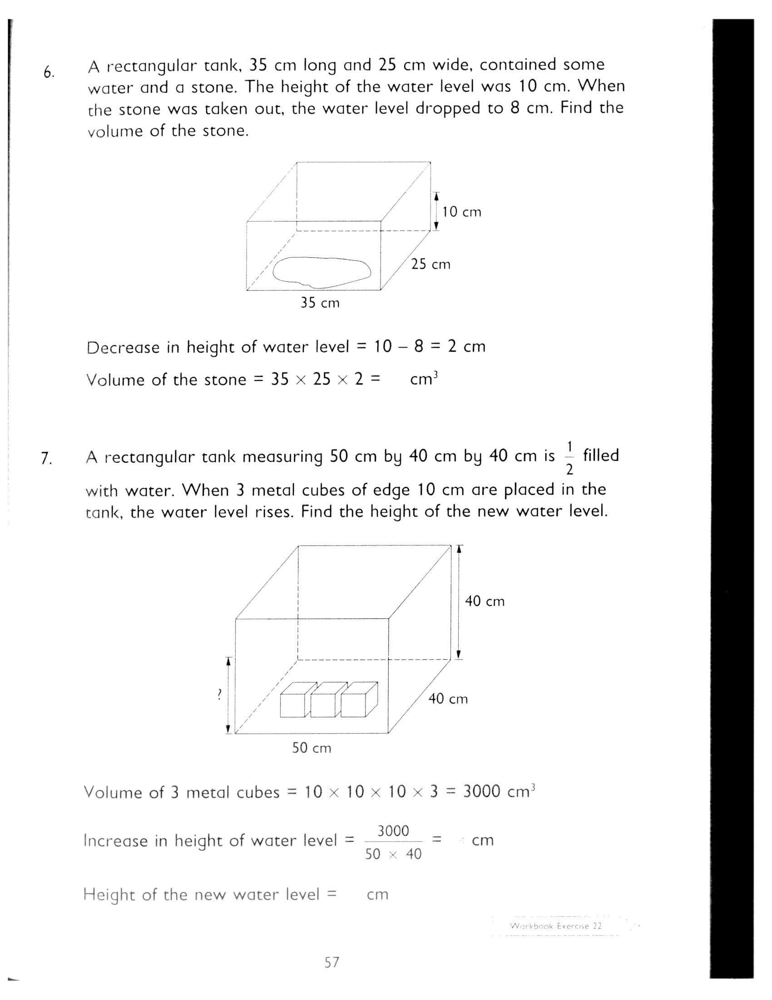 6. A rectangular tank, 35 cm long and 25 cm wide, contained some
water and a stone. The height of the water level was 10 cm. When
the stone was taken out, the water level dropped to 8 cm. Find the
volume of the stone.
10 cm
25 cm
35 cm
Decrease in height of water level = 10 – 8 = 2 cm
Volume of the stone = 35 × 25 × 2 = cm³
7. A rectangular tank measuring 50 cm by 40 cm by 40 cm is 1/2 filled
with water. When 3 metal cubes of edge 10 cm are placed in the
tank, the water level rises. Find the height of the new water level.
40 cm
?
40 cm
50 cm
Volume of 3 metal cubes = 10 × 10 × 10 × 3 = 3000 cm³
Increase in height of water level = 3000 / 50 × 40 = cm
Height of the new water level = cm
Workbook Exercise 22
57